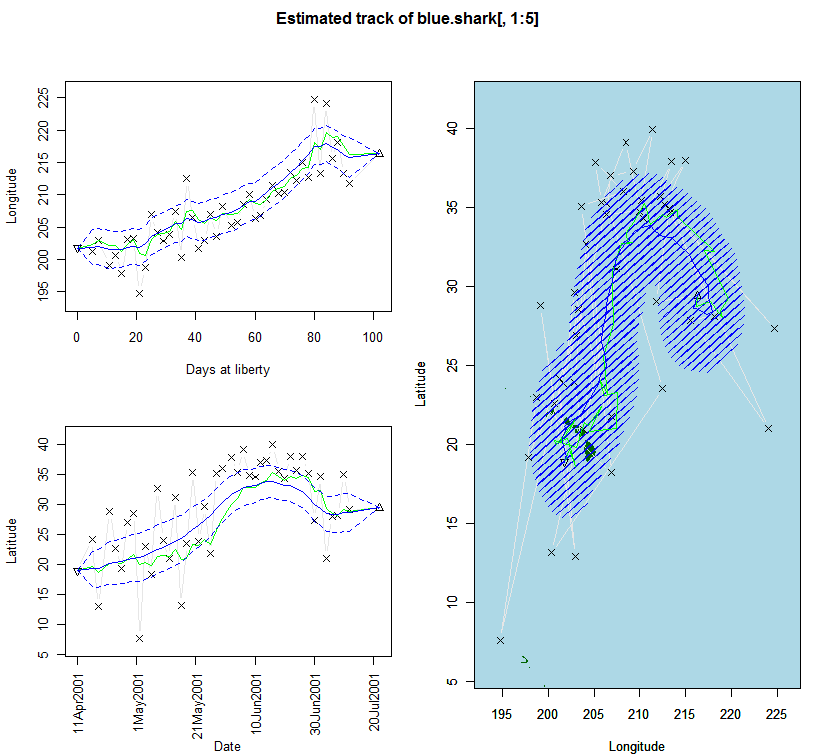 Estimated track of blue.shark[, 1:5]
Longitude
225
220
215
210
205
200
195
0 20 40 60 80 100
Days at liberty
Latitude
40
35
30
25
20
15
10
5
11Apr2001 1May2001 21May2001 10Jun2001 30Jun2001 20Jul2001
Date
Latitude
40
35
30
25
20
15
10
5
195 200 205 210 215 220 225
Longitude